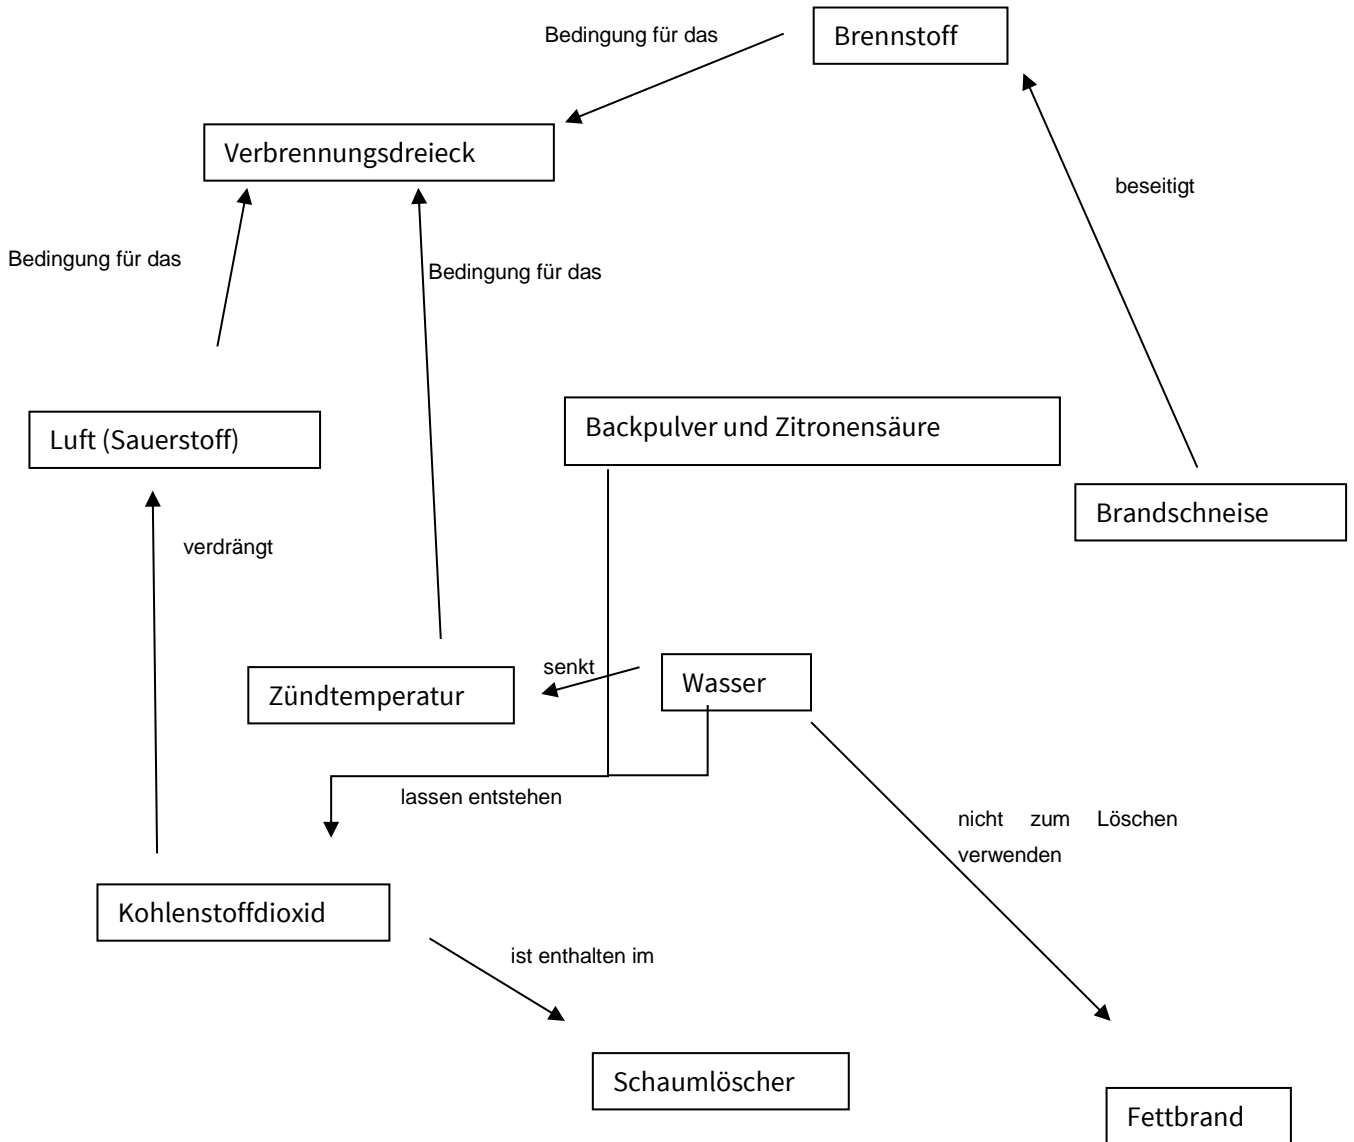 Bedingung für das
Brennstoff
Verbrennungsdreieck
beseitigt
Bedingung für das
Bedingung für das
Backpulver und Zitronensäure
Luft (Sauerstoff)
Brandschneise
verdrängt
senkt
Wasser
Zündtemperatur
lassen entstehen
nicht zum Löschen
verwenden
Kohlenstoffdioxid
ist enthalten im
Schaumlöscher
Fettbrand